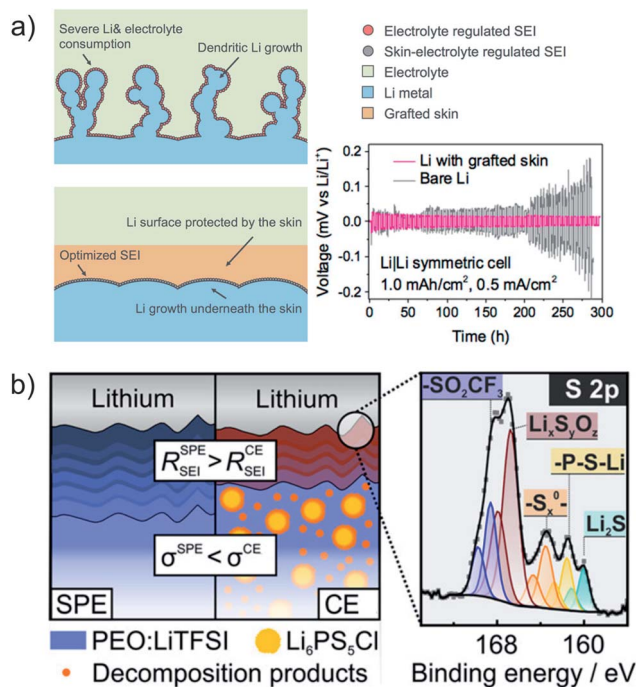 a)
Severe Li& electrolyte
consumption
Dendritic Li growth
Electrolyte regulated SEI
Skin-electrolyte regulated SEI
Electrolyte
Li metal
Grafted skin
Li surface protected by the skin
Optimized SEI
Li growth underneath the skin
Voltage (mV vs Li/Li⁺)
0.2
0.1
0.0
-0.1
-0.2
Li with grafted skin
Bare Li
Li|Li symmetric cell
1.0 mAh/cm², 0.5 mA/cm²
0 50 100 150 200 250 300
Time (h)
b)
Lithium
Lithium
R_SEI^SPE > R_SEI^CE
σ^SPE < σ^CE
SPE
CE
PEO:LiTFSI
Li₆PS₅Cl
Decomposition products
-SO₂CF₃
S 2p
LiₓSᵧO_z
-P-S-Li
-Sₓ⁰-
Li₂S
168 160
Binding energy / eV